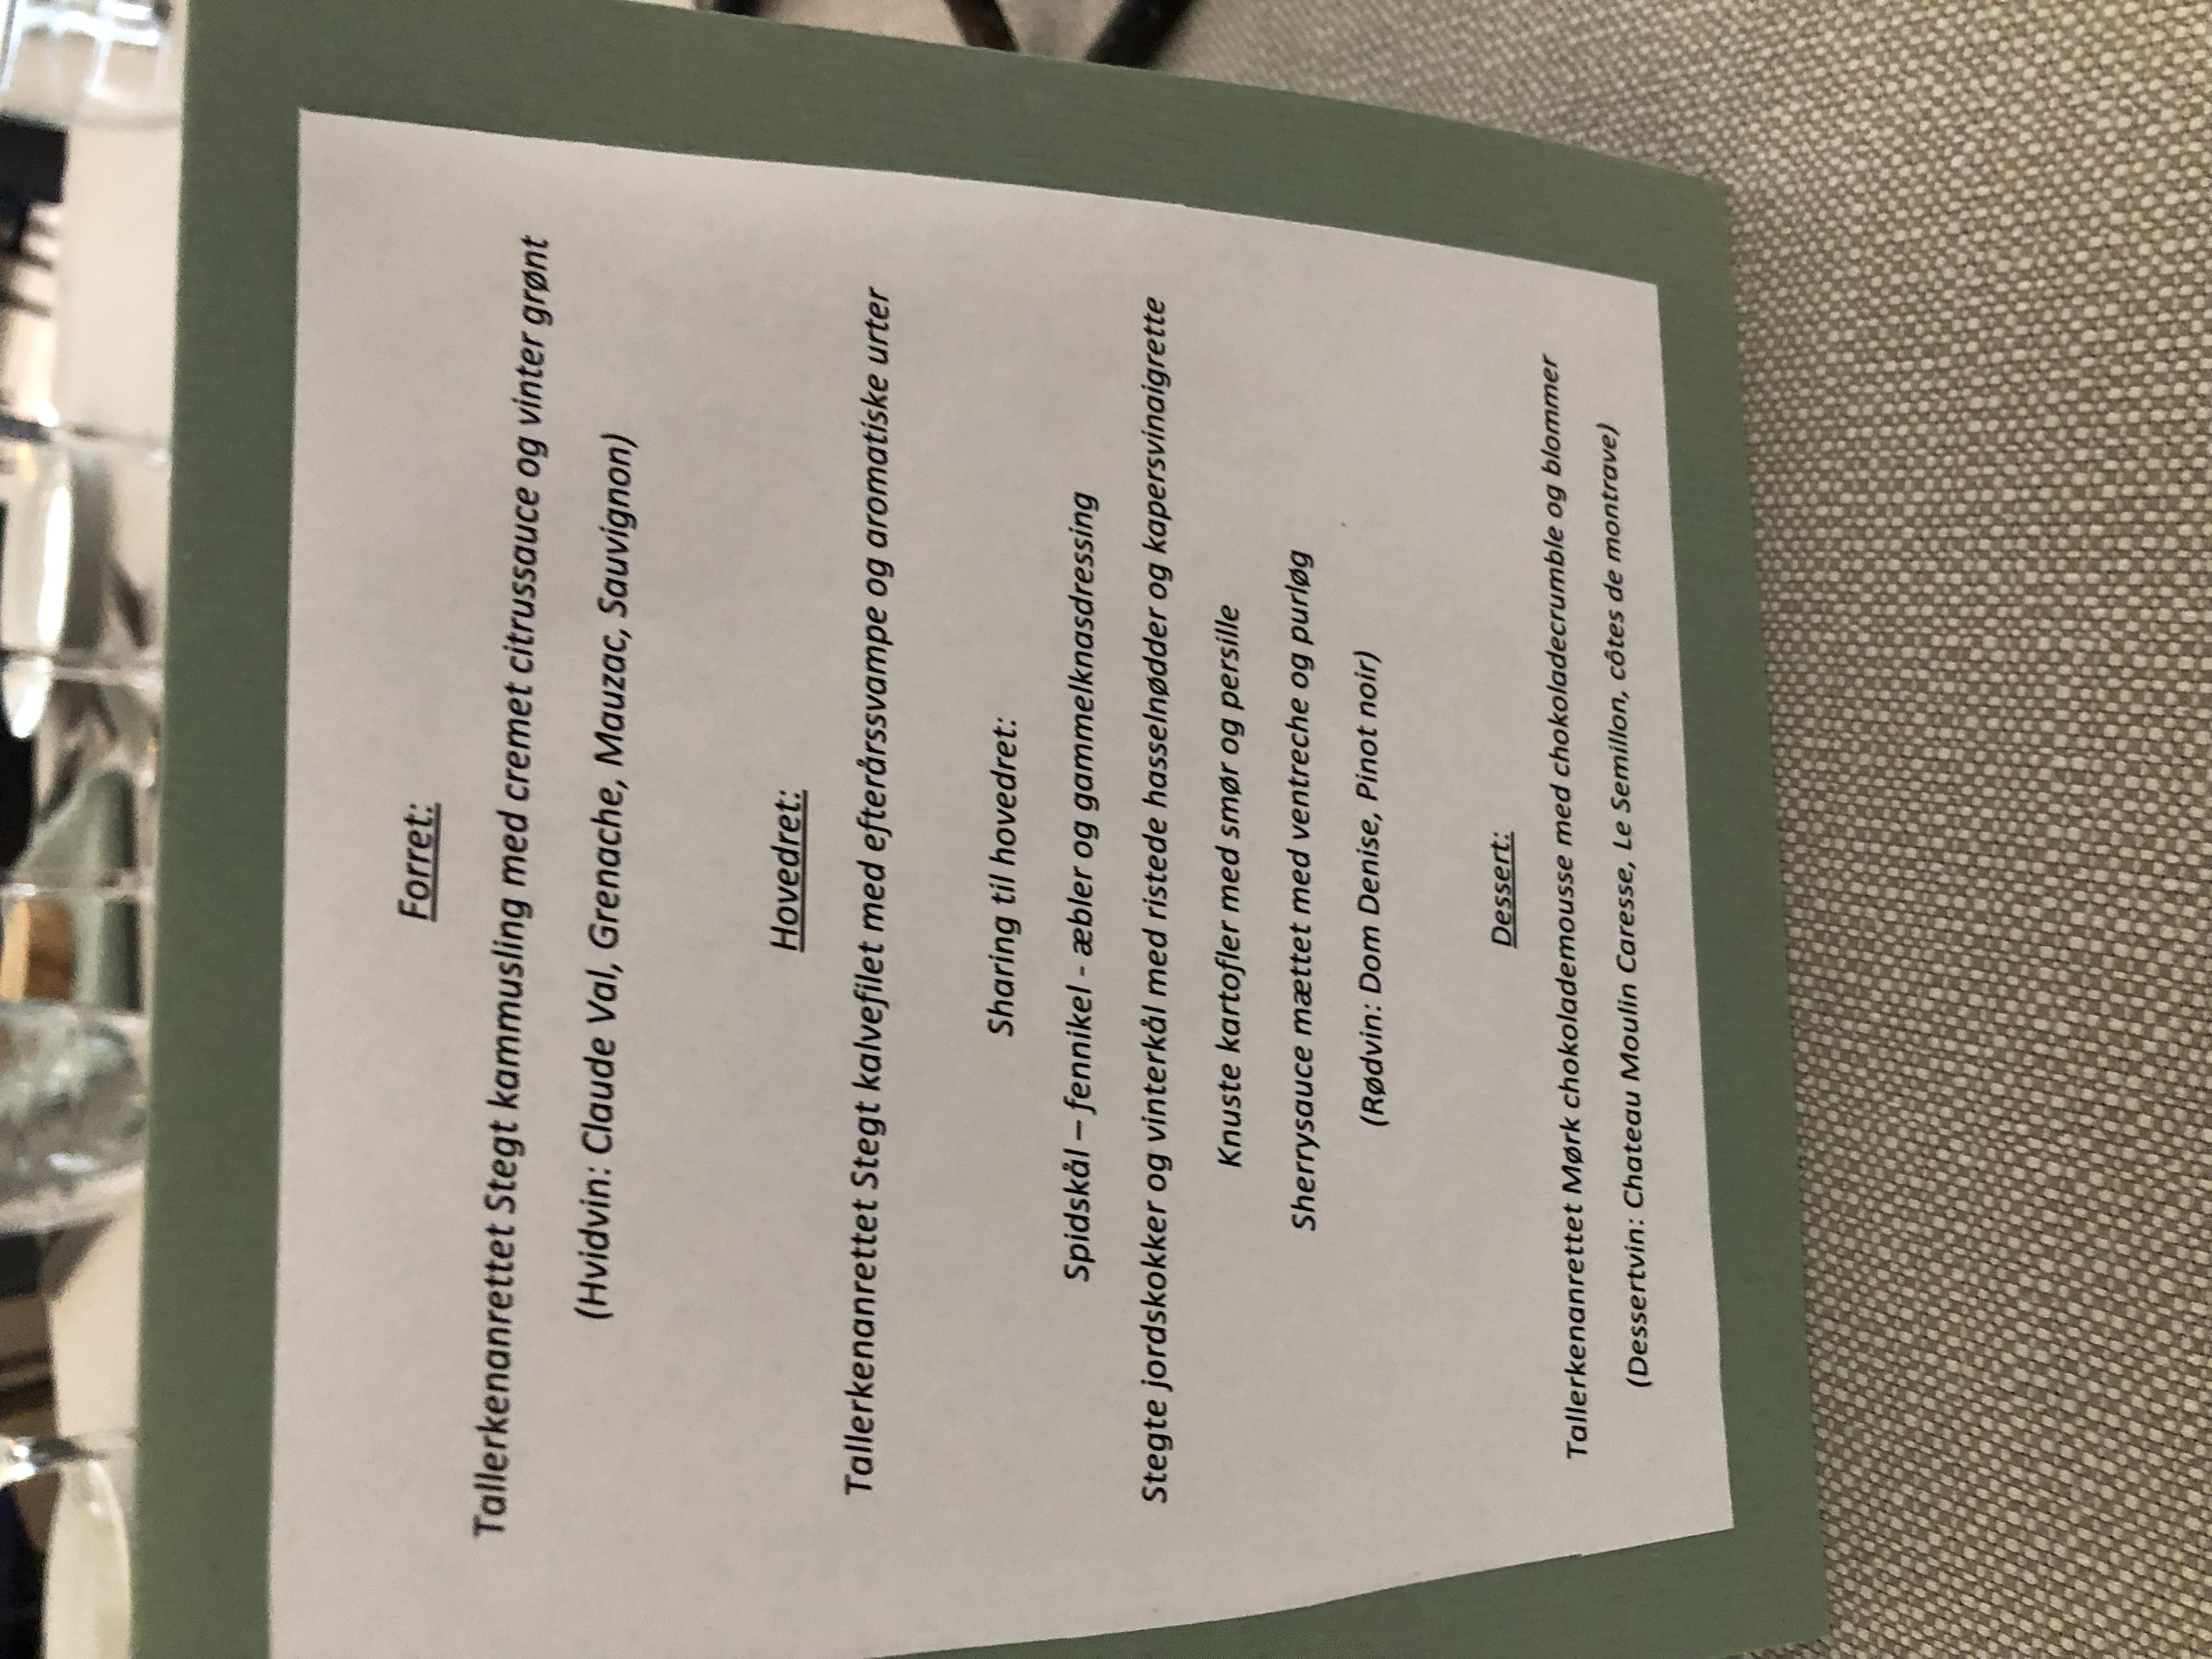 Forret:
Tallerkenanrettet Stegt kammusling med cremet citrussauce og vinter grønt
(Hvidvin: Claude Val, Grenache, Mauzac, Sauvignon)
Hovedret:
Tallerkenanrettet Stegt kalvefilet med efterårssvampe og aromatiske urter
Sharing til hovedret:
Spidskål – fennikel - æbler og gammelknasdressing
Stegte jordskokker og vinterkål med ristede hasselnødder og kapersvinaigrette
Knuste kartofler med smør og persille
Sherrysauce mættet med ventreche og purløg
(Rødvin: Dom Denise, Pinot noir)
Dessert:
Tallerkenanrettet Mørk chokolademousse med chokoladecrumble og blommer
(Dessertvin: Chateau Moulin Caresse, Le Semillon, côtes de montrave)